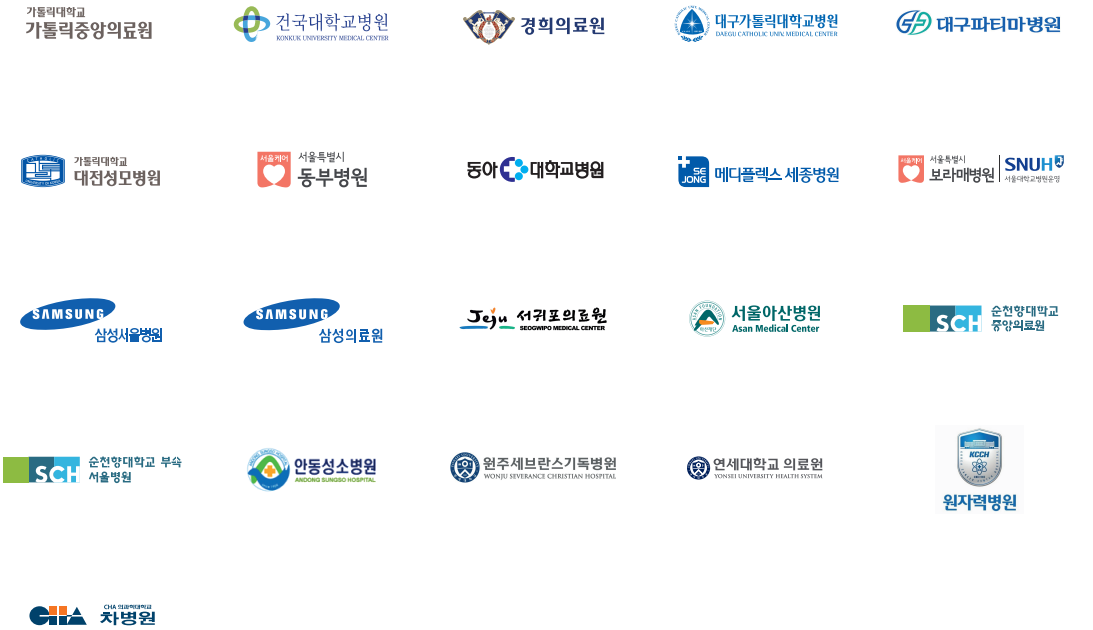 가톨릭대학교
가톨릭중앙의료원
건국대학교병원
KONKUK UNIVERSITY MEDICAL CENTER
경희의료원
대구가톨릭대학교병원
DAEGU CATHOLIC UNIV. MEDICAL CENTER
대구파티마병원
가톨릭대학교
대전성모병원
서울케어
서울특별시
동부병원
동아대학교병원
SE
JONG
메디플렉스 세종병원
서울케어
서울특별시
보라매병원
SNUH
서울대학교병원운영
SAMSUNG
삼성서울병원
SAMSUNG
삼성의료원
Jeju 서귀포의료원
SEOGWIPO MEDICAL CENTER
서울아산병원
Asan Medical Center
SCH
순천향대학교
중앙의료원
SCH
순천향대학교 부속
서울병원
안동성소병원
ANDONG SUNGSO HOSPITAL
원주세브란스기독병원
WONJU SEVERANCE CHRISTIAN HOSPITAL
연세대학교 의료원
YONSEI UNIVERSITY HEALTH SYSTEM
KCCH
원자력병원
CHA
CHA 의과학대학교
차병원